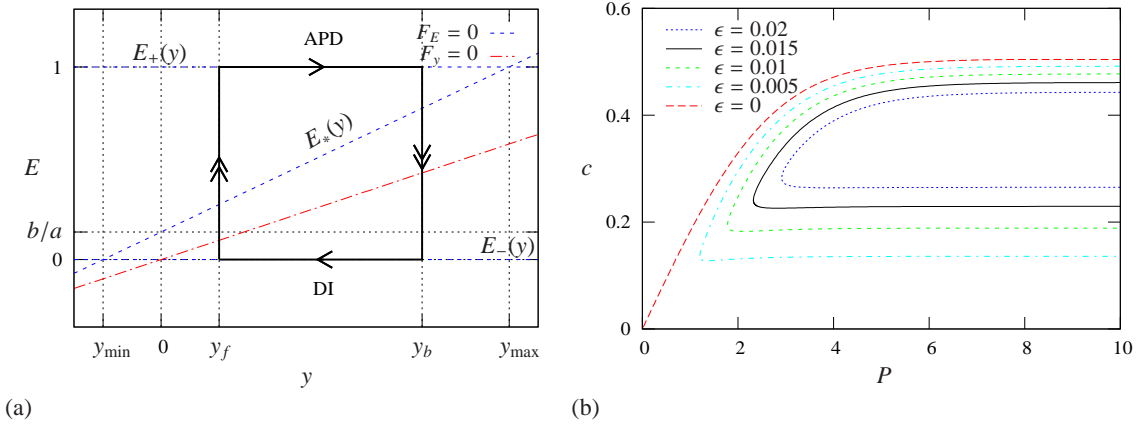 APD
F_E = 0
F_y = 0
E_+(y)
1
E_*(y)
E
b/a
E_−(y)
0
DI
y_min 0 y_f y_b y_max
y
(a)
0.6
ϵ = 0.02
ϵ = 0.015
ϵ = 0.01
ϵ = 0.005
ϵ = 0
0.4
c
0.2
0
0 2 4 6 8 10
P
(b)